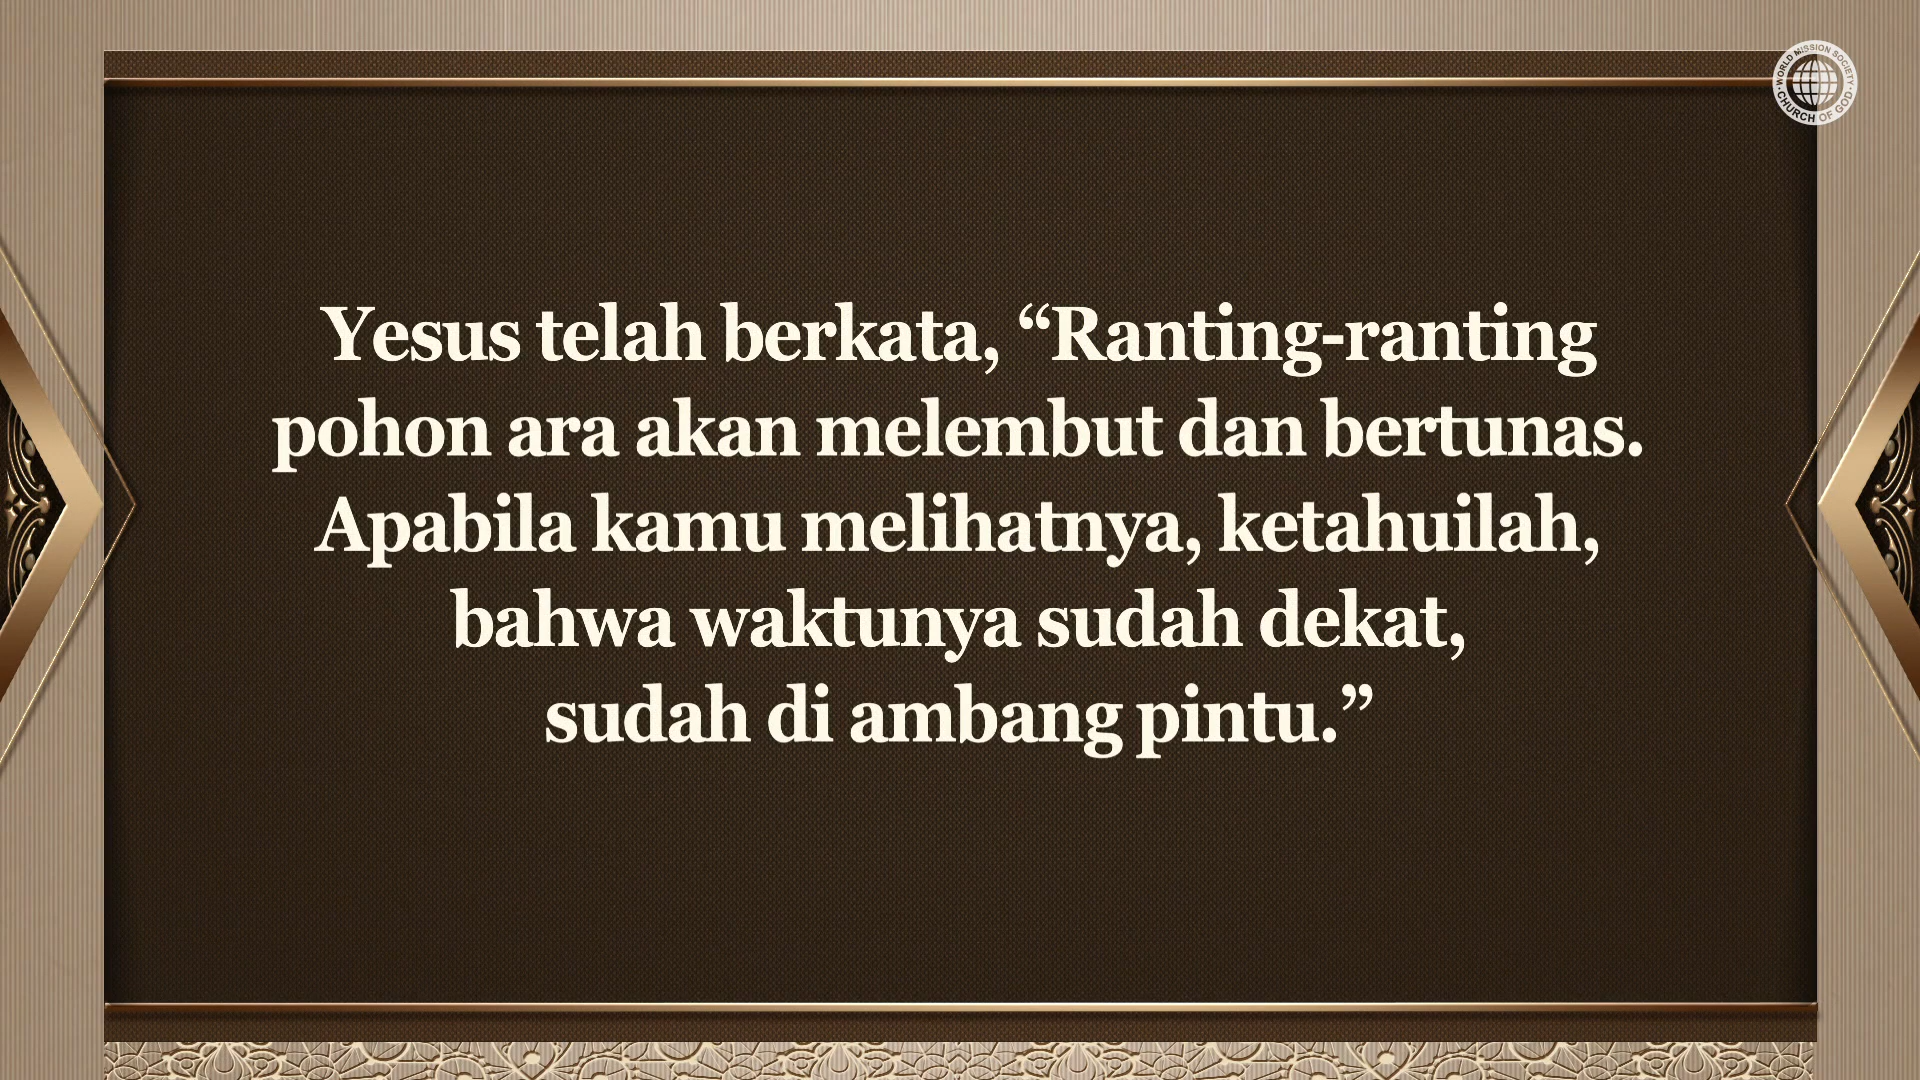 WORLD MISSION SOCIETY
CHURCH OF GOD
Yesus telah berkata, “Ranting-ranting
pohon ara akan melembut dan bertunas.
Apabila kamu melihatnya, ketahuilah,
bahwa waktunya sudah dekat,
sudah di ambang pintu.”